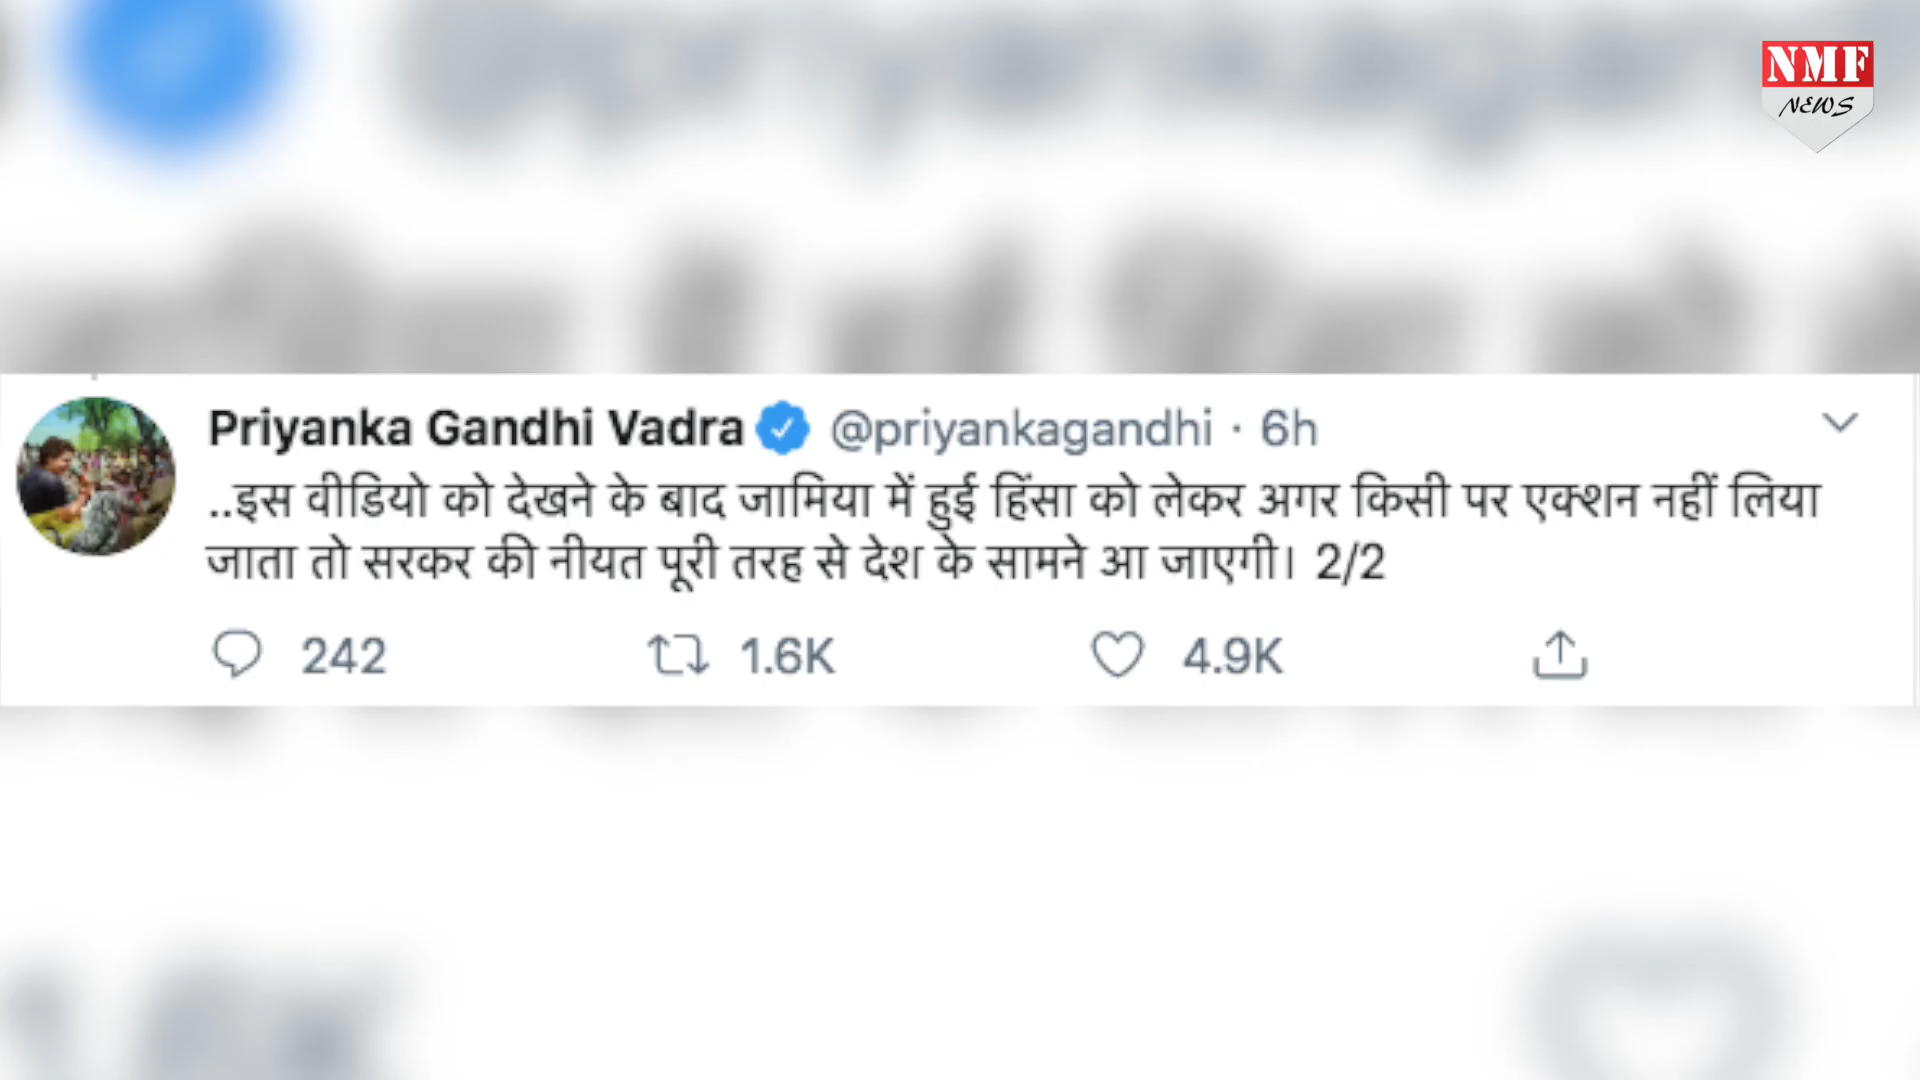 NMF
NEWS
Priyanka Gandhi Vadra @priyankagandhi · 6h
..इस वीडियो को देखने के बाद जामिया में हुई हिंसा को लेकर अगर किसी पर एक्शन नहीं लिया
जाता तो सरकर की नीयत पूरी तरह से देश के सामने आ जाएगी। 2/2
242 1.6K 4.9K